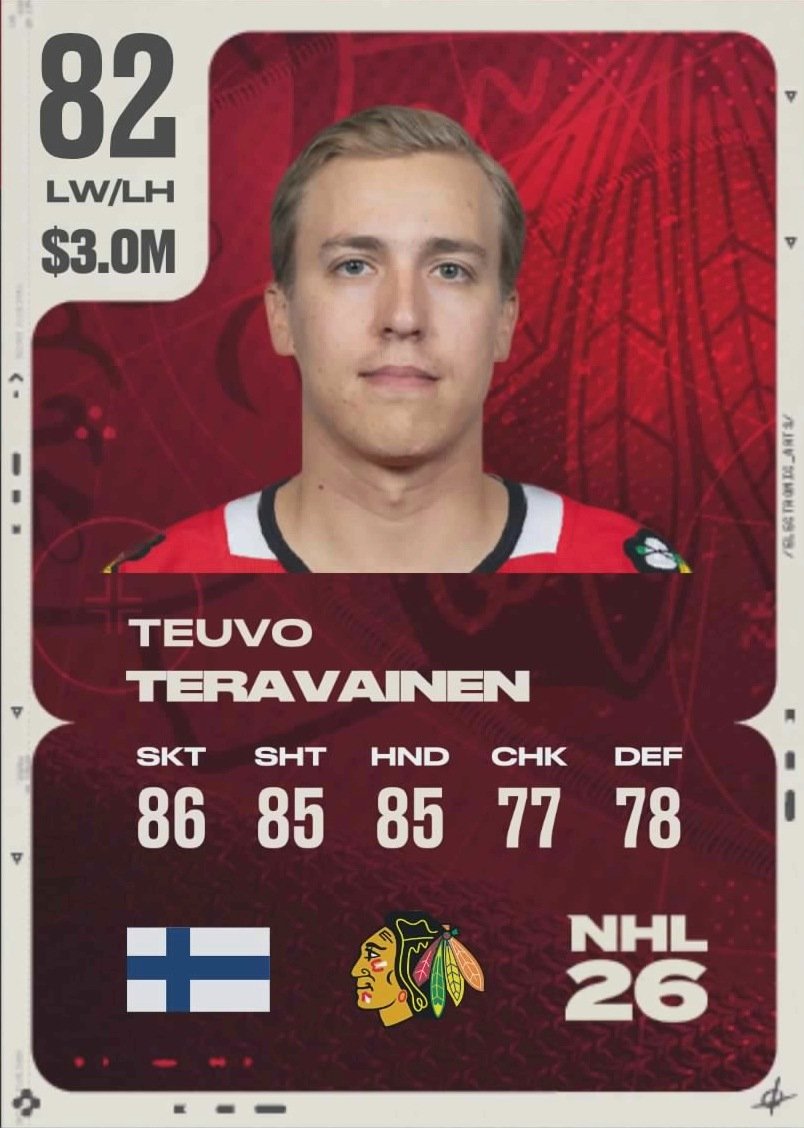 82
LW/LH
$3.0M
TEUVO
TERAVAINEN
SKT SHT HND CHK DEF
86 85 85 77 78
NHL
26